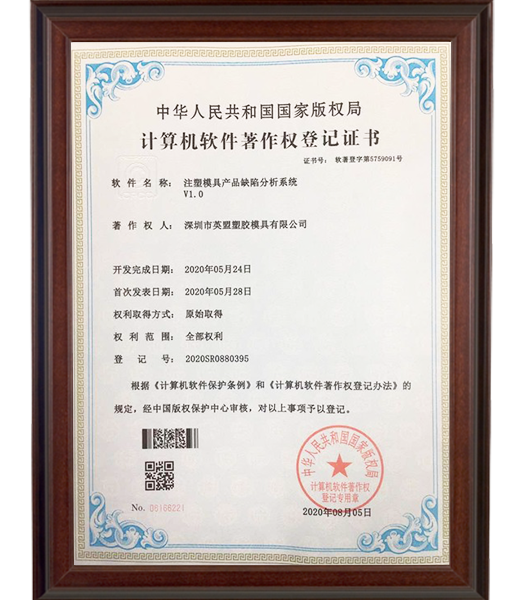 中华人民共和国国家版权局
计算机软件著作权登记证书
证书号: 软著登字第5759091号
软件名称: 注塑模具产品缺陷分析系统
V1.0
著作权人: 深圳市英盟塑胶模具有限公司
开发完成日期: 2020年05月24日
首次发表日期: 2020年05月28日
权利取得方式: 原始取得
权利范围: 全部权利
登记号: 2020SR0880395
根据《计算机软件保护条例》和《计算机软件著作权登记办法》的
规定,经中国版权保护中心审核,对以上事项予以登记。
中华人民共和国国家版权局
计算机软件著作权
登记专用章
No. 06168221
2020年08月05日